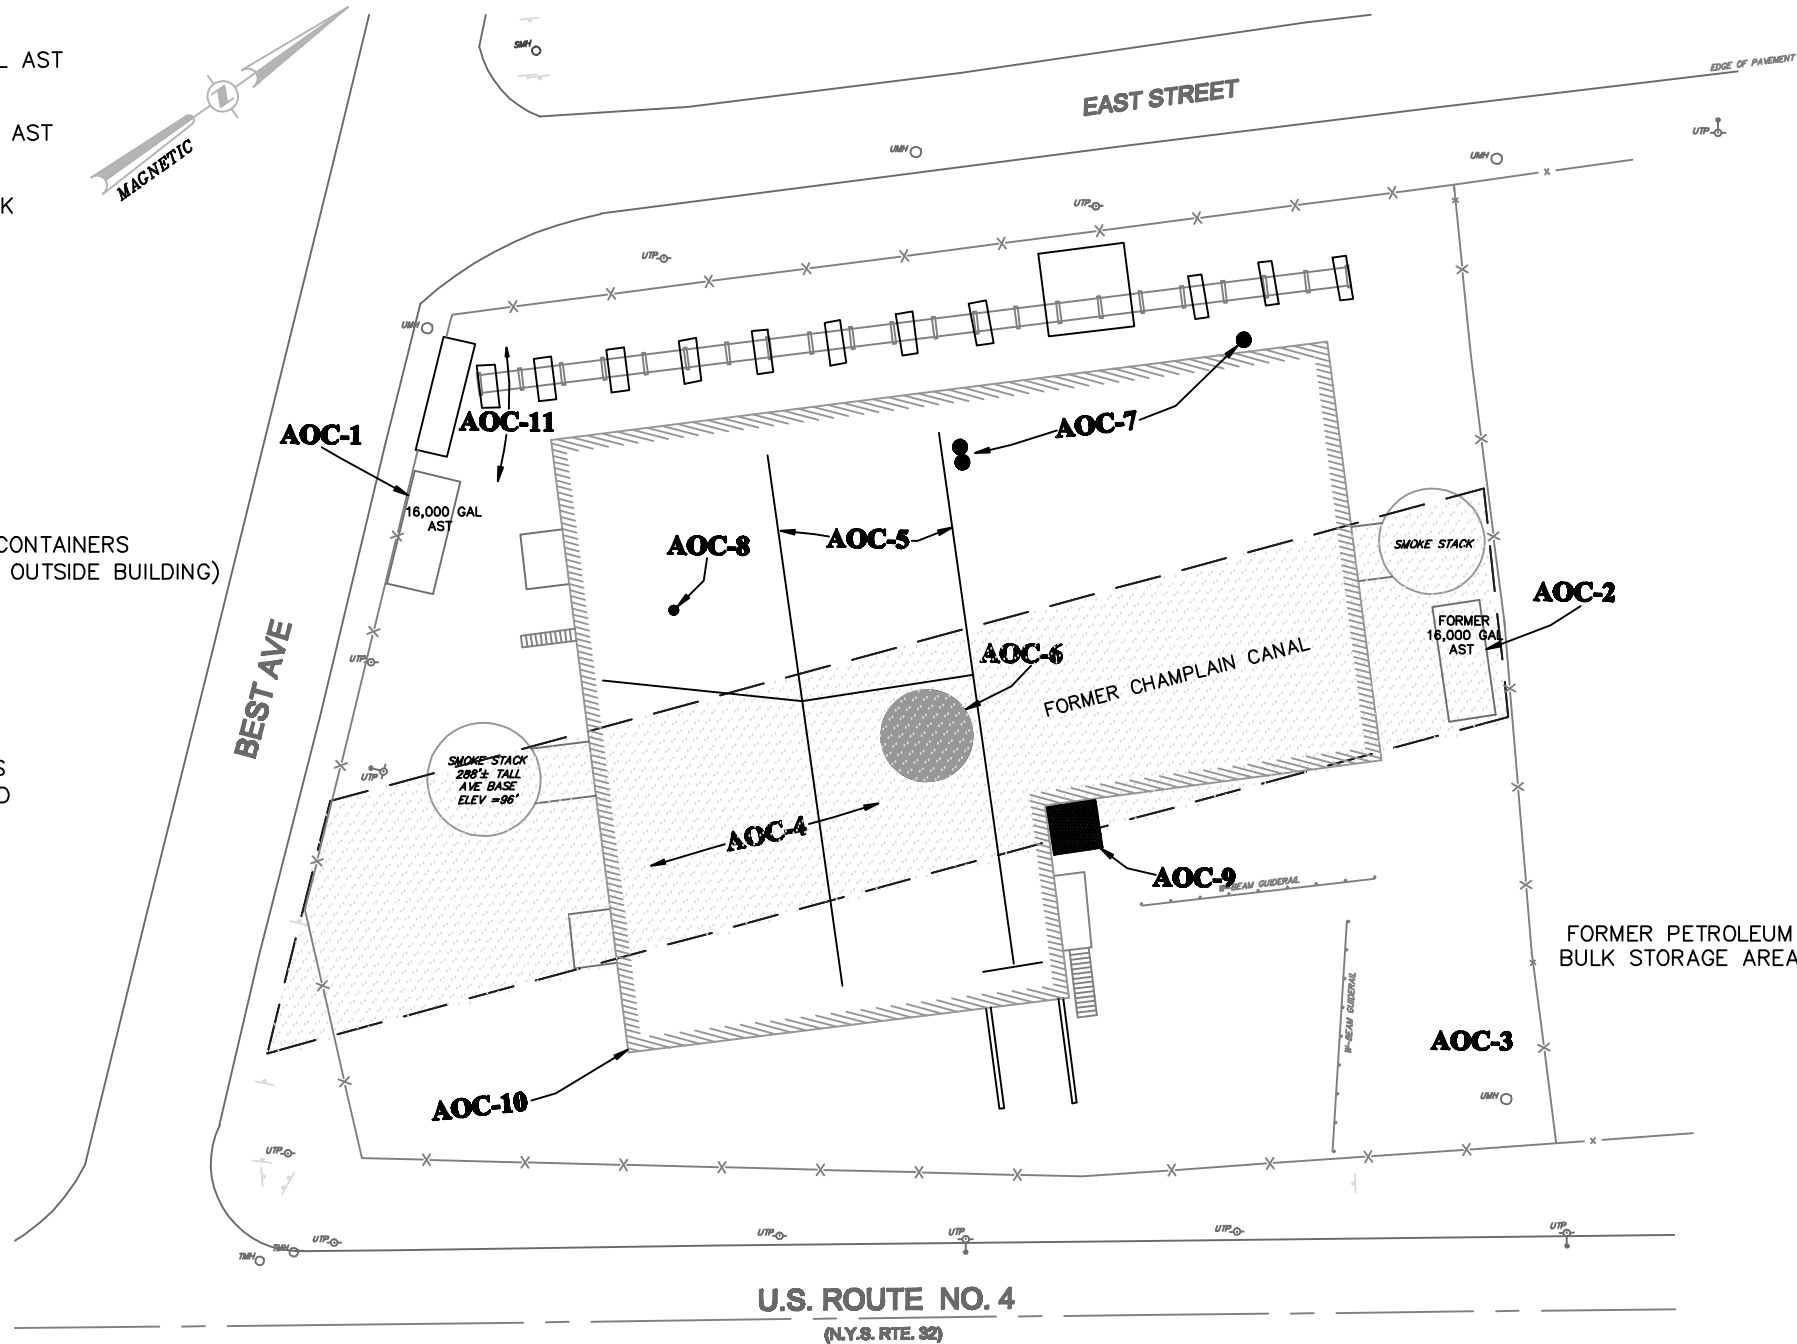 L AST
AST
K
MAGNETIC
SMH
EAST STREET
EDGE OF PAVEMENT
UTP
UMH
UMH
UTP
UTP
UMH
AOC-1
AOC-11
AOC-7
16,000 GAL
AST
AOC-5
AOC-8
SMOKE STACK
CONTAINERS
OUTSIDE BUILDING)
AOC-2
FORMER
16,000 GAL
AST
BEST AVE
UTP
AOC-6
FORMER CHAMPLAIN CANAL
S
O
UTP
SMOKE STACK
288'± TALL
AVE BASE
ELEV =96'
AOC-4
AOC-9
W-BEAM GUIDERAIL
FORMER PETROLEUM
BULK STORAGE AREA
W-BEAM GUIDERAIL
AOC-3
AOC-10
UMH
UTP
UTP
UTP
UTP
UTP
UTP
TMH
TMH
U.S. ROUTE NO. 4
(N.Y.S. RTE. 32)